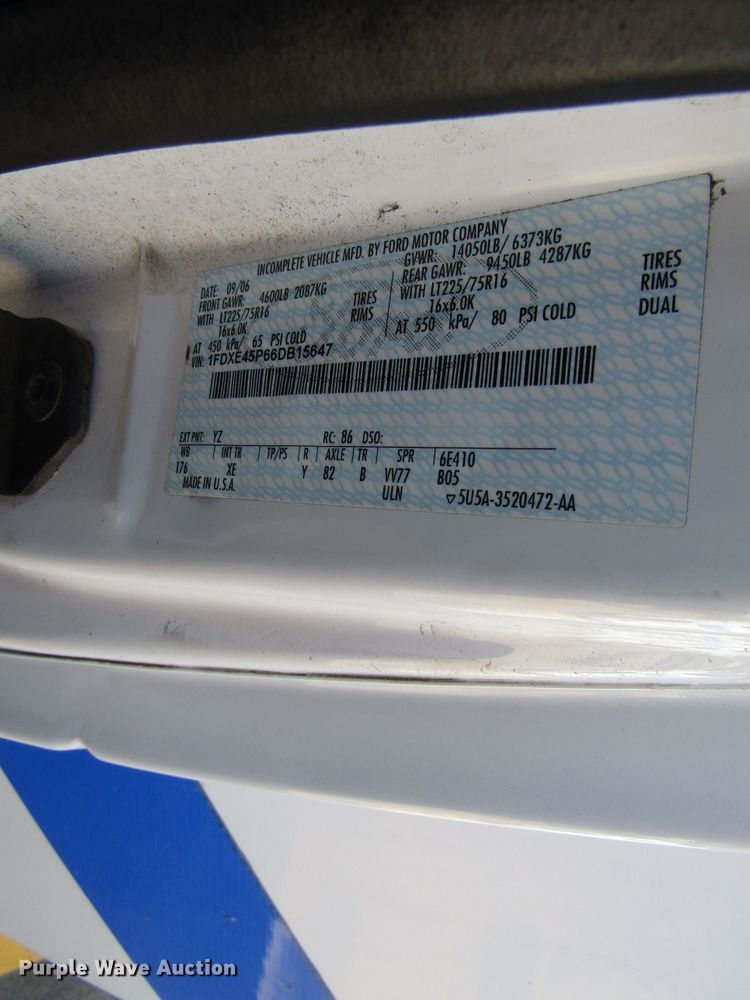 INCOMPLETE VEHICLE MFD. BY FORD MOTOR COMPANY
DATE: 09/06 GVWR: 14050LB/ 6373KG
FRONT GAWR: 4600LB 2087KG REAR GAWR: 9450LB 4287KG
WITH LT225/75R16 TIRES WITH LT225/75R16 TIRES
16x6.0K RIMS 16x6.0K RIMS
AT 450 kPa/ 65 PSI COLD AT 550 kPa/ 80 PSI COLD DUAL
VIN: 1FDXE45P66DB15647
EXT PNT: YZ RC: 86 DSO:
WB INT TR TP/PS R AXLE TR SPR 6E410
176 XE Y 82 B VV77 B05
MADE IN U.S.A. ULN ▽5U5A-3520472-AA
Purple Wave Auction